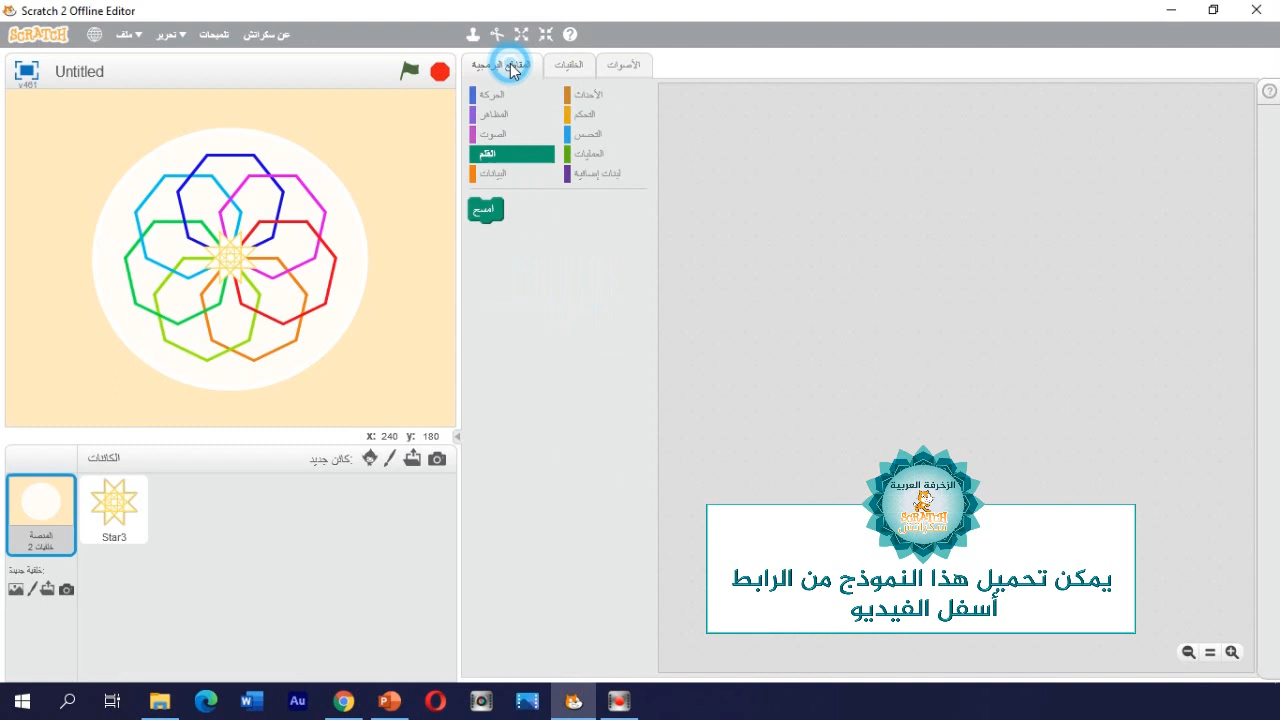 Scratch 2 Offline Editor
SCRATCH
ملف
تحرير
تلميحات
عن سكراتش
v461
Untitled
المقاطع البرمجية
الخلفيات
الأصوات
الحركة
الأحداث
المظاهر
التحكم
الصوت
التحسس
القلم
العمليات
البيانات
لبنات إضافية
امسح
x: 240 y: 180
الكائنات
كائن جديد:
المنصة
2 خلفيات
Star3
خلفية جديدة:
الزخرفة العربية
SCRATCH
يمكن تحميل هذا النموذج من الرابط
أسفل الفيديو